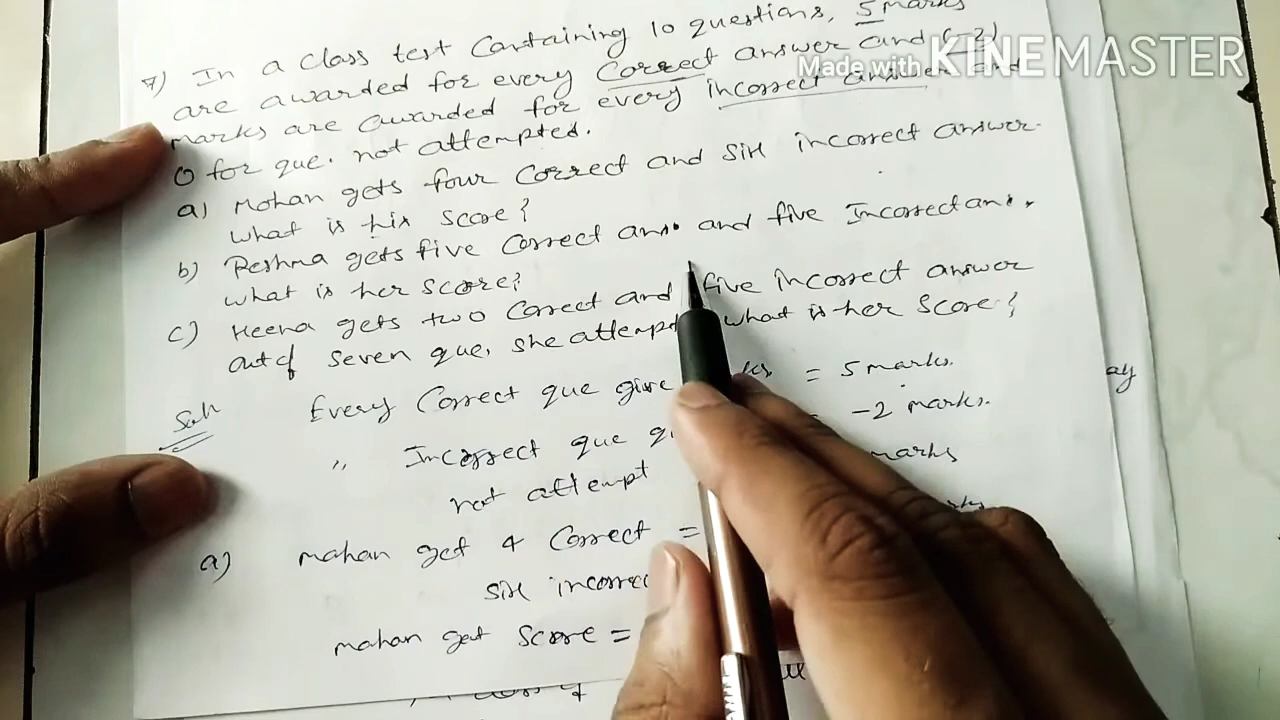 7) In a class test Containing 10 questions, 5 marks
are awarded for every Correct answer and (-2)
marks are awarded for every incorrect answer and
0 for que. not attempted.
a) Mohan gets four Correct and six incorrect answer.
what is his Score?
b) Reshma gets five Correct ans. and five Incorrect ans.
what is her score?
c) Heena gets two Correct and five incorrect answer
out of Seven que. she attempt what is her score?
Soln Every Correct que give = 5 marks.
,, Incorrect que -2 marks.
not attempt marks
a) mohan get 4 Correct =
six
mohan get Score =
ay
Made with KINEMASTER